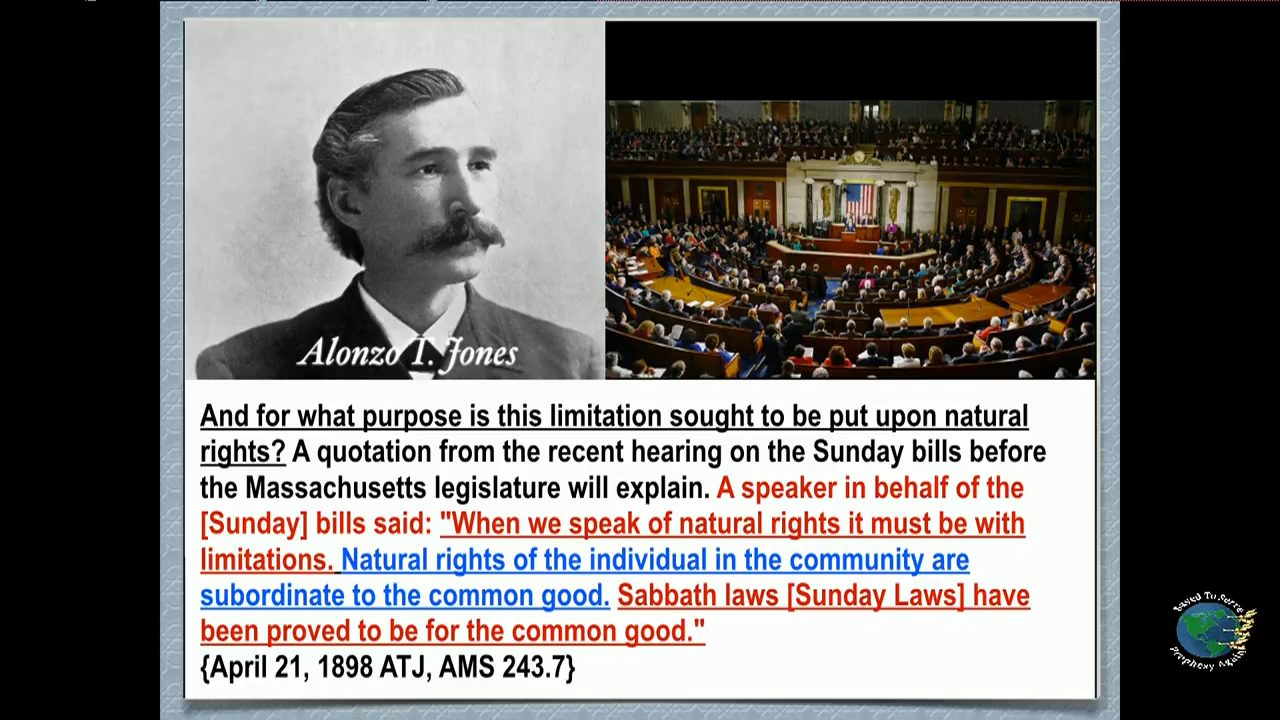 Alonzo T. Jones
And for what purpose is this limitation sought to be put upon natural
rights? A quotation from the recent hearing on the Sunday bills before
the Massachusetts legislature will explain. A speaker in behalf of the
[Sunday] bills said: "When we speak of natural rights it must be with
limitations. Natural rights of the individual in the community are
subordinate to the common good. Sabbath laws [Sunday Laws] have
been proved to be for the common good."
{April 21, 1898 ATJ, AMS 243.7}
Prophesy Again